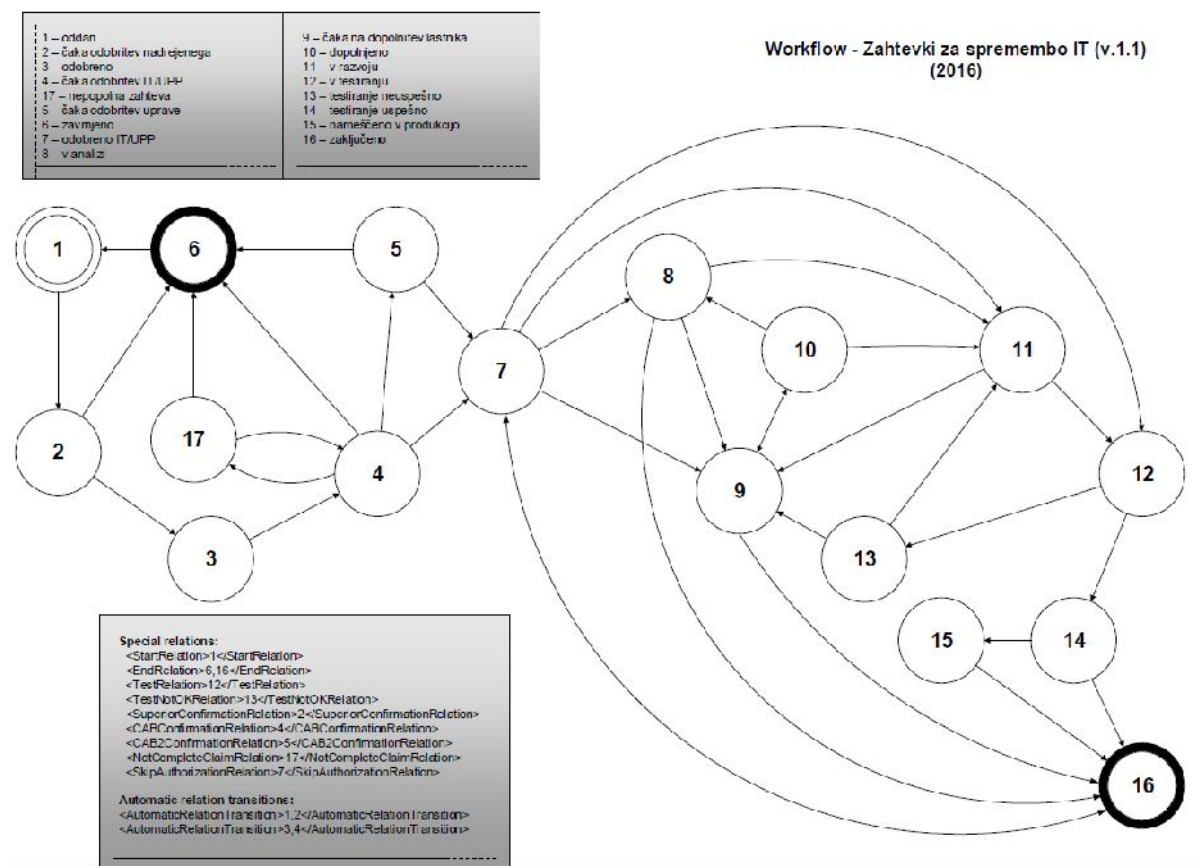 1 – oddan
2 – čaka odobritev nadrejenega
3 – odobreno
4 – čaka odobritev IT/UPP
17 – nepopolna zahteva
5 – čaka odobritev uprave
6 – zavrnjeno
7 – odobreno IT/UPP
8 – v analizi
9 – čaka na dopolnitev lastnika
10 – dopolnjeno
11 – v razvoju
12 – v testiranju
13 – testiranje neuspešno
14 – testiranje uspešno
15 – nameščeno v produkcijo
16 – zaključeno
Workflow - Zahtevki za spremembo IT (v.1.1)
(2016)
1
6
5
8
10
11
7
2
17
4
9
12
3
13
15
14
16
Special relations:
<StartRelation>1</StartRelation>
<EndRelation>6,16</EndRelation>
<TestRelation>12</TestRelation>
<TestNotOKRelation>13</TestNotOKRelation>
<SuperiorConfirmationRelation>2</SuperiorConfirmationRelation>
<CABConfirmationRelation>4</CABConfirmationRelation>
<CAB2ConfirmationRelation>5</CAB2ConfirmationRelation>
<NotCompleteClaimRelation>17</NotCompleteClaimRelation>
<SkipAuthorizationRelation>7</SkipAuthorizationRelation>
Automatic relation transitions:
<AutomaticRelationTransition>1,2</AutomaticRelationTransition>
<AutomaticRelationTransition>3,4</AutomaticRelationTransition>